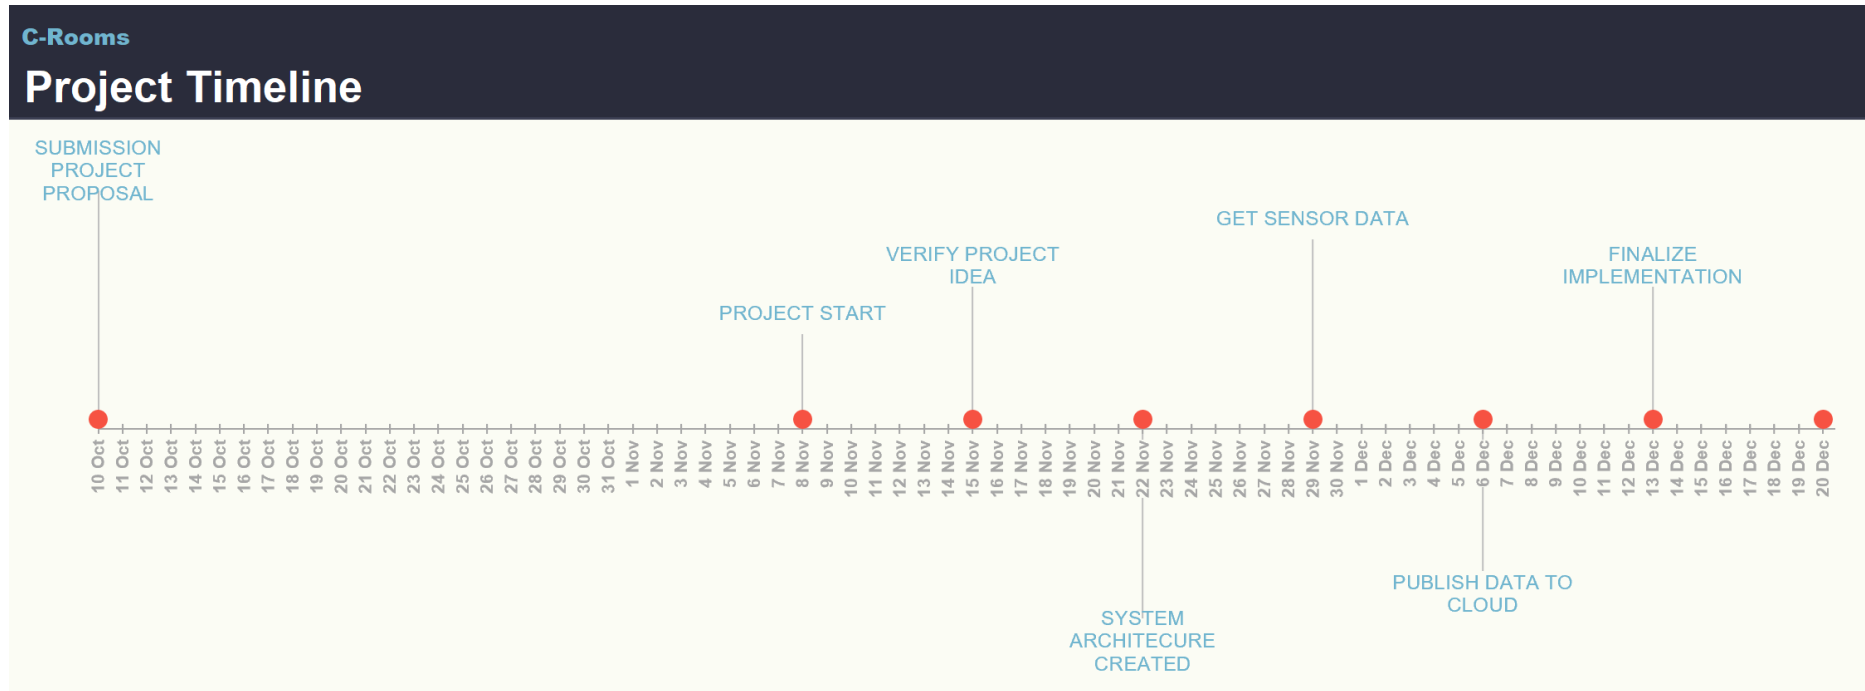 C-Rooms
Project Timeline
SUBMISSION
PROJECT
PROPOSAL
PROJECT START
VERIFY PROJECT
IDEA
GET SENSOR DATA
FINALIZE
IMPLEMENTATION
10 Oct
11 Oct
12 Oct
13 Oct
14 Oct
15 Oct
16 Oct
17 Oct
18 Oct
19 Oct
20 Oct
21 Oct
22 Oct
23 Oct
24 Oct
25 Oct
26 Oct
27 Oct
28 Oct
29 Oct
30 Oct
31 Oct
1 Nov
2 Nov
3 Nov
4 Nov
5 Nov
6 Nov
7 Nov
8 Nov
9 Nov
10 Nov
11 Nov
12 Nov
13 Nov
14 Nov
15 Nov
16 Nov
17 Nov
18 Nov
19 Nov
20 Nov
21 Nov
22 Nov
23 Nov
24 Nov
25 Nov
26 Nov
27 Nov
28 Nov
29 Nov
30 Nov
1 Dec
2 Dec
3 Dec
4 Dec
5 Dec
6 Dec
7 Dec
8 Dec
9 Dec
10 Dec
11 Dec
12 Dec
13 Dec
14 Dec
15 Dec
16 Dec
17 Dec
18 Dec
19 Dec
20 Dec
SYSTEM
ARCHITECURE
CREATED
PUBLISH DATA TO
CLOUD